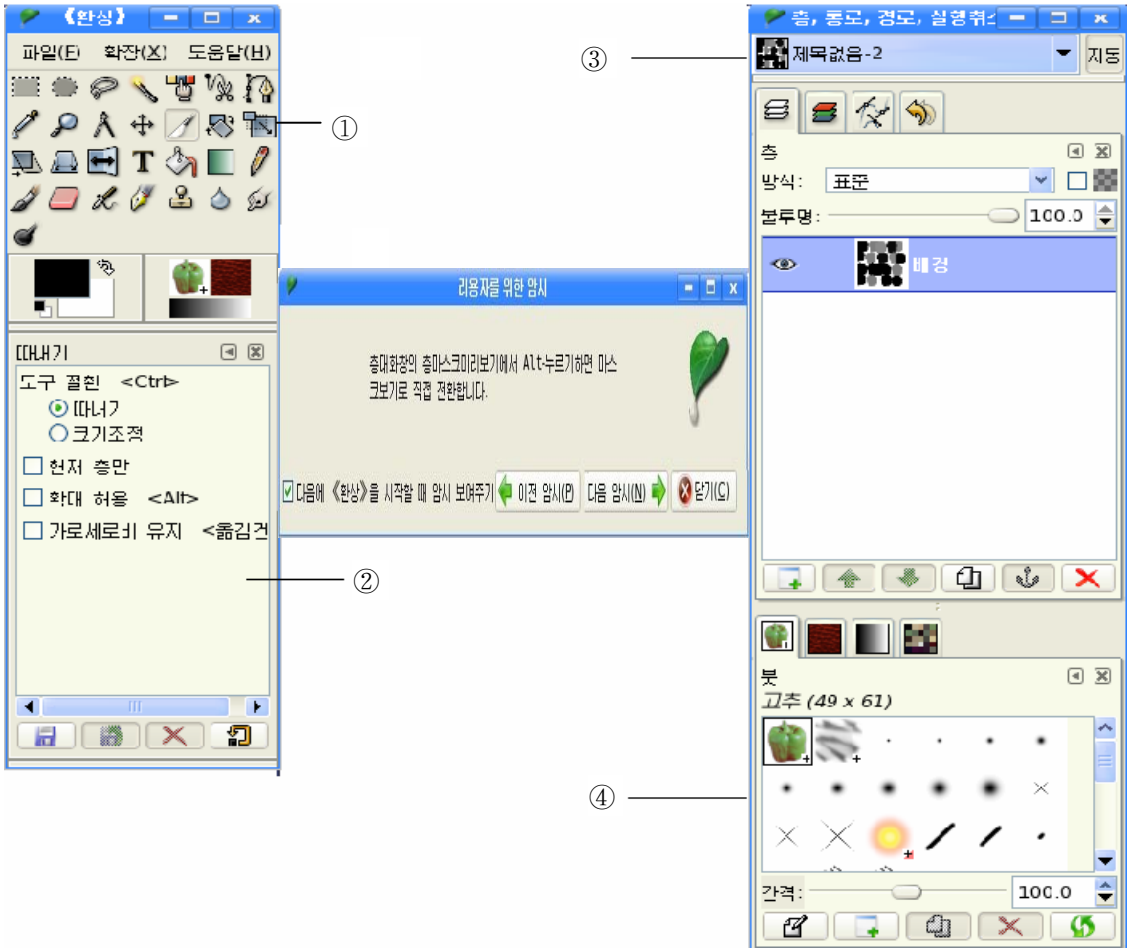 《환상》
파일(F) 확장(X) 도움말(H)
①
따내기
도구 절환 <Ctrl>
따내기
크기조정
현재 층만
확대 허용 <Alt>
가로세로비 유지 <옮김건
②
리용자를 위한 암시
층대화창의 층마스크미리보기에서 Alt-누르기하면 마스
크보기로 직접 전환합니다.
다음에 《환상》을 시작할 때 암시 보여주기
이전 암시(P)
다음 암시(N)
닫기(C)
층, 통로, 경로, 실행취소
③
제목없음-2
자동
층
방식: 표준
불투명: 100.0
배경
붓
고추 (49 x 61)
④
간격: 100.0